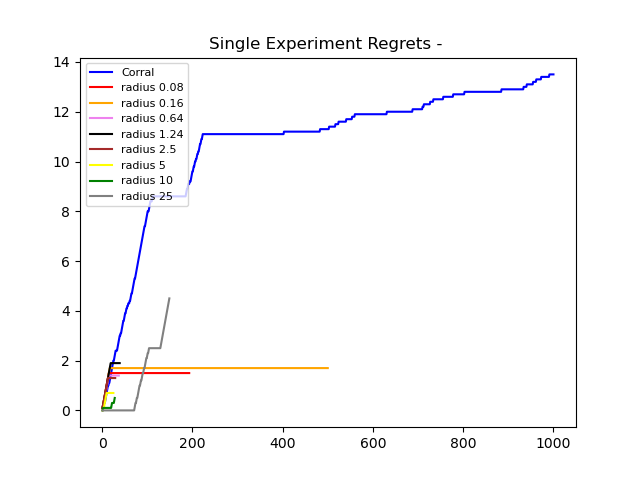 Single Experiment Regrets -
14
12
10
8
6
4
2
0
Corral
radius 0.08
radius 0.16
radius 0.64
radius 1.24
radius 2.5
radius 5
radius 10
radius 25
0 200 400 600 800 1000